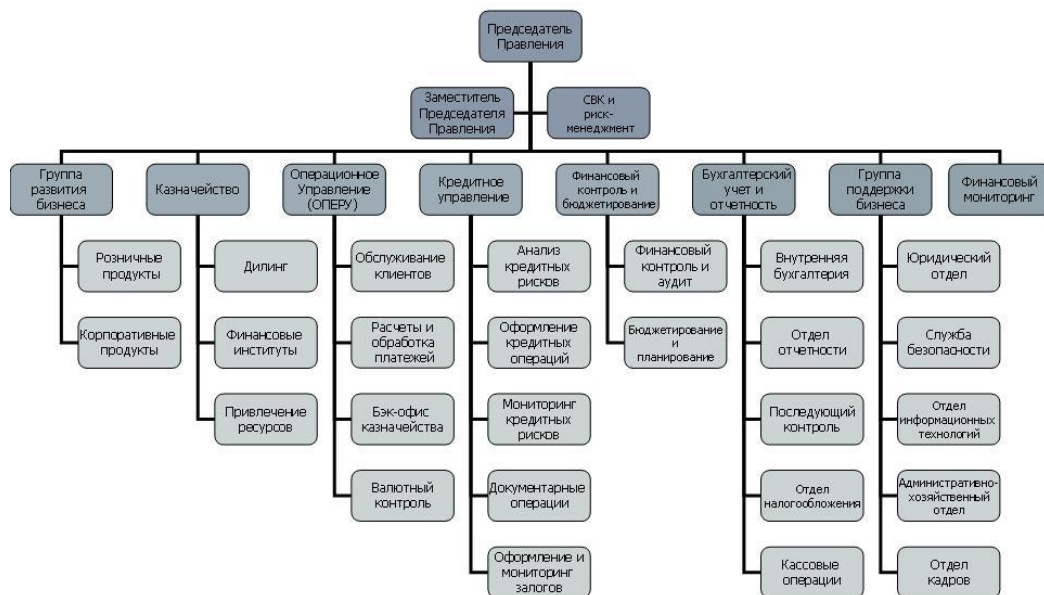 Председатель
Правления
Заместитель
Председателя
Правления
СВК и
риск-
менеджмент
Группа
развития
бизнеса
Казначейство
Операционное
Управление
(ОПЕРУ)
Кредитное
управление
Финансовый
контроль и
бюджетирование
Бухгалтерский
учет и
отчетность
Группа
поддержки
бизнеса
Финансовый
мониторинг
Розничные
продукты
Корпоративные
продукты
Дилинг
Финансовые
институты
Привлечение
ресурсов
Обслуживание
клиентов
Расчеты и
обработка
платежей
Бэк-офис
казначейства
Валютный
контроль
Анализ
кредитных
рисков
Оформление
кредитных
операций
Мониторинг
кредитных
рисков
Документарные
операции
Оформление и
мониторинг
залогов
Финансовый
контроль и
аудит
Бюджетирование
и
планирование
Внутренняя
бухгалтерия
Отдел
отчетности
Последующий
контроль
Отдел
налогообложения
Кассовые
операции
Юридический
отдел
Служба
безопасности
Отдел
информационных
технологий
Административно-
хозяйственный
отдел
Отдел
кадров